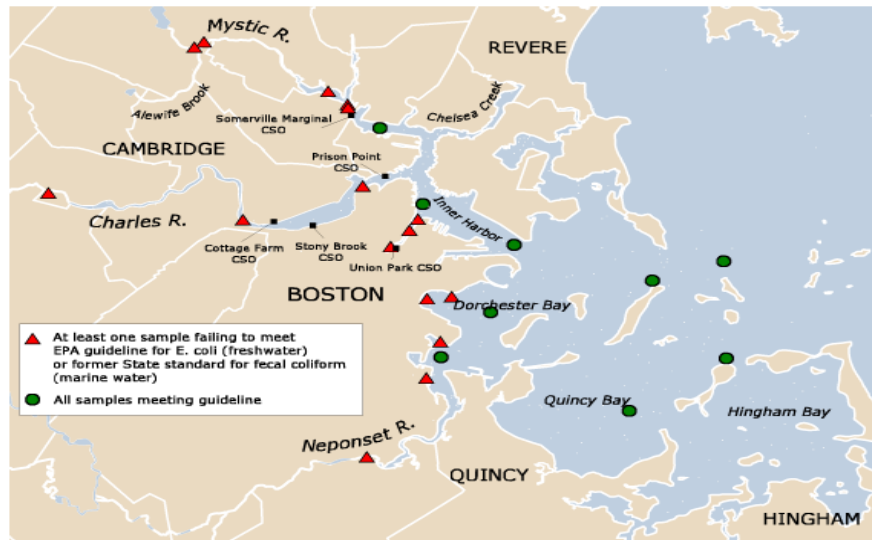 Mystic R.
REVERE
Alewife Brook
Chelsea Creek
Somerville Marginal
CSO
CAMBRIDGE
Prison Point
CSO
Charles R.
Inner Harbor
Cottage Farm
CSO
Stony Brook
CSO
Union Park CSO
BOSTON
Dorchester Bay
At least one sample failing to meet
EPA guideline for E. coli (freshwater)
or former State standard for fecal coliform
(marine water)
All samples meeting guideline
Quincy Bay
Hingham Bay
Neponset R.
QUINCY
HINGHAM